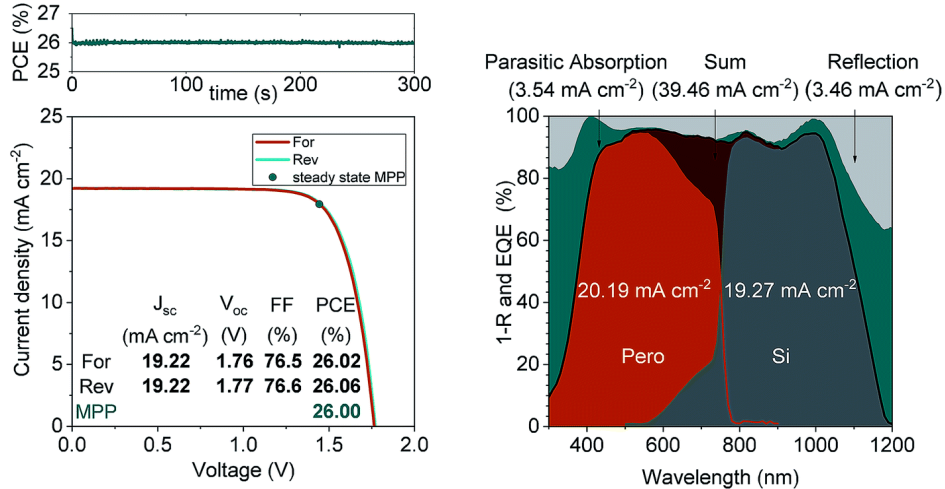 PCE (%)
27
26
25
0
100
200
300
time (s)
Current density (mA cm-2)
25
20
15
10
5
0
For
Rev
steady state MPP
Jsc Voc FF PCE
(mA cm-2) (V) (%) (%)
For 19.22 1.76 76.5 26.02
Rev 19.22 1.77 76.6 26.06
MPP 26.00
0.0 0.5 1.0 1.5 2.0
Voltage (V)
Parasitic Absorption Sum Reflection
(3.54 mA cm-2) (39.46 mA cm-2) (3.46 mA cm-2)
1-R and EQE (%)
100
80
60
40
20
0
20.19 mA cm-2 19.27 mA cm-2
Pero Si
400 600 800 1000 1200
Wavelength (nm)